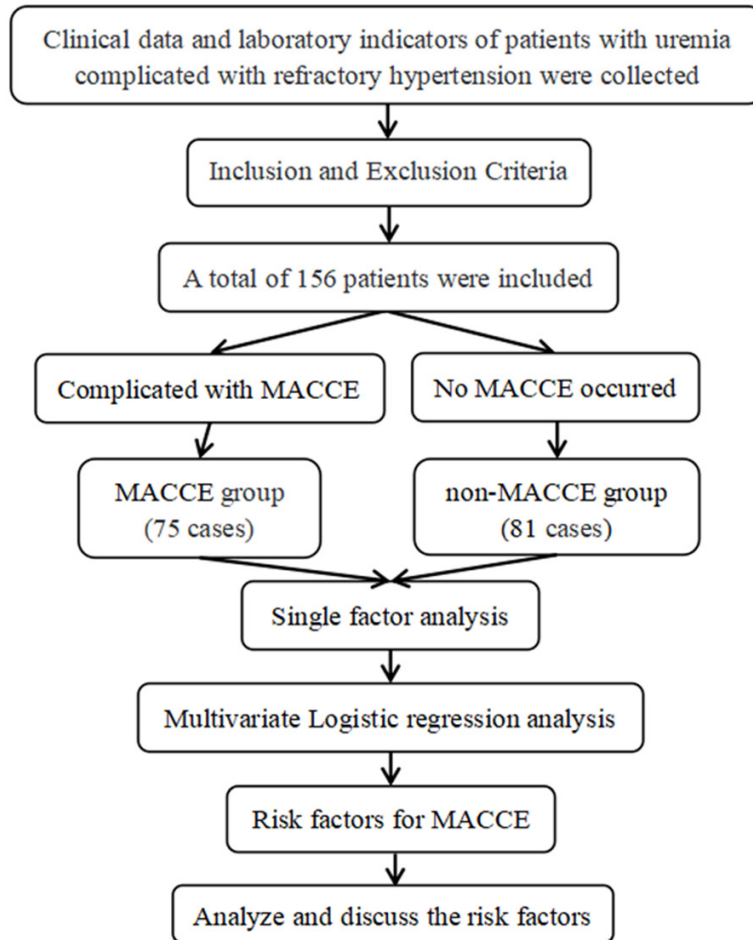 Clinical data and laboratory indicators of patients with uremia
complicated with refractory hypertension were collected
Inclusion and Exclusion Criteria
A total of 156 patients were included
Complicated with MACCE
No MACCE occurred
MACCE group
(75 cases)
non-MACCE group
(81 cases)
Single factor analysis
Multivariate Logistic regression analysis
Risk factors for MACCE
Analyze and discuss the risk factors